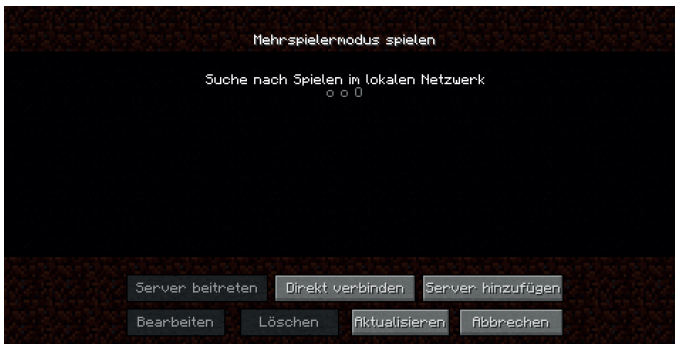 Mehrspielermodus spielen
Suche nach Spielen im lokalen Netzwerk
o o O
Server beitreten Direkt verbinden Server hinzufügen
Bearbeiten Löschen Aktualisieren Abbrechen